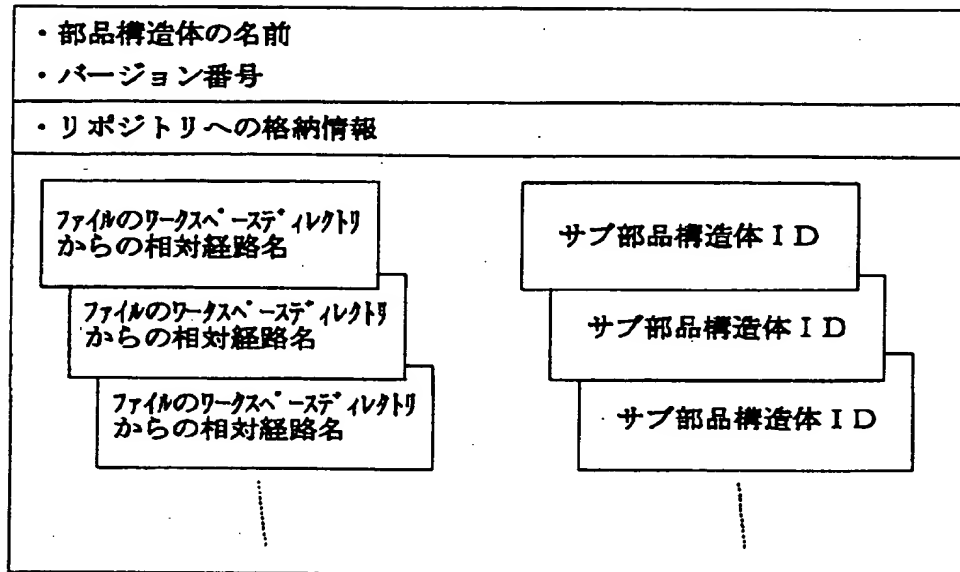 ・部品構造体の名前
・バージョン番号
・リポジトリへの格納情報
ファイルのワークスペースディレクトリ
からの相対経路名
ファイルのワークスペースディレクトリ
からの相対経路名
ファイルのワークスペースディレクトリ
からの相対経路名
サブ部品構造体ID
サブ部品構造体ID
サブ部品構造体ID